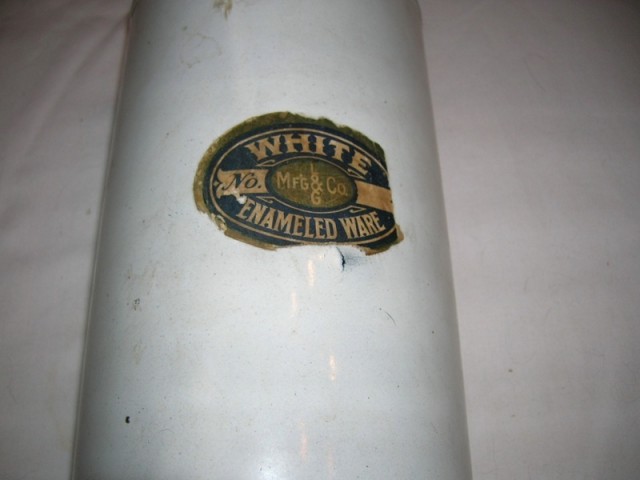 WHITE
No.
L
Mfg & Co.
G
ENAMELED WARE